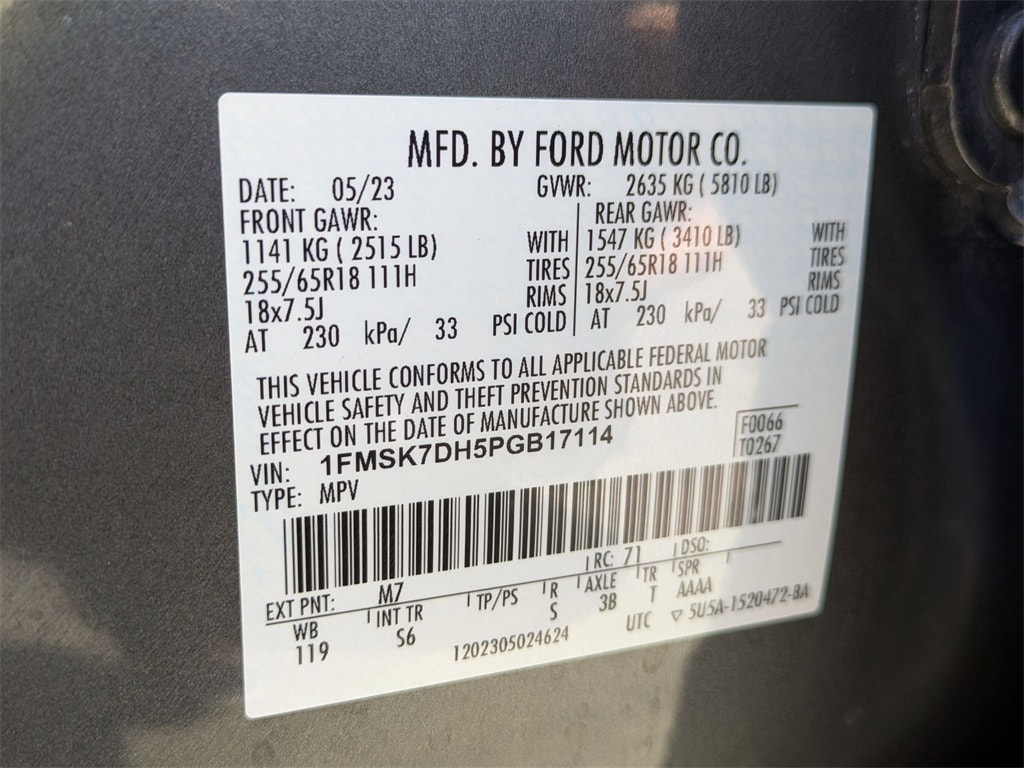 MFD. BY FORD MOTOR CO.
DATE: 05/23 GVWR: 2635 KG ( 5810 LB)
FRONT GAWR: REAR GAWR:
1141 KG ( 2515 LB) WITH 1547 KG ( 3410 LB) WITH
255/65R18 111H TIRES 255/65R18 111H TIRES
18x7.5J RIMS 18x7.5J RIMS
AT 230 kPa/ 33 PSI COLD AT 230 kPa/ 33 PSI COLD
THIS VEHICLE CONFORMS TO ALL APPLICABLE FEDERAL MOTOR
VEHICLE SAFETY AND THEFT PREVENTION STANDARDS IN
EFFECT ON THE DATE OF MANUFACTURE SHOWN ABOVE.
VIN: 1FMSK7DH5PGB17114 F0066
TYPE: MPV T0267
EXT PNT: M7 RC: 71 DSO:
WB INT TR TP/PS R AXLE TR SPR
119 S6 S 3B T AAAA
1202305024624 UTC ▽ 5U5A-1520472-BA